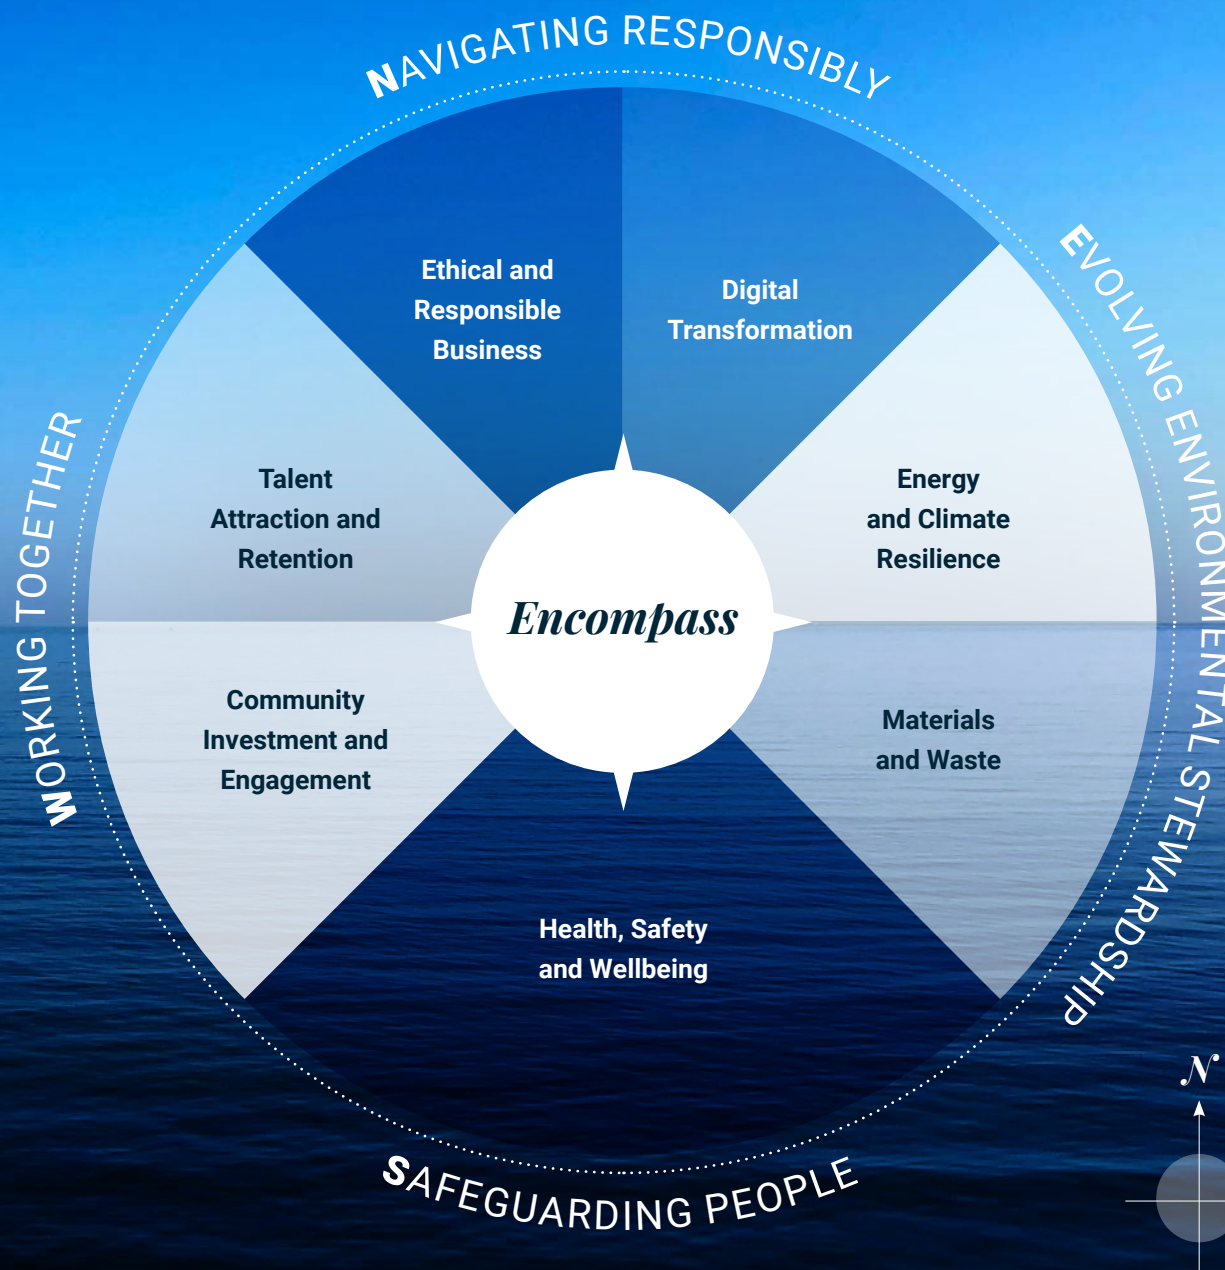 NAVIGATING RESPONSIBLY
EVOLVING ENVIRONMENTAL STEWARDSHIP
SAFEGUARDING PEOPLE
WORKING TOGETHER
Ethical and
Responsible
Business
Digital
Transformation
Talent
Attraction and
Retention
Energy
and Climate
Resilience
Encompass
Community
Investment and
Engagement
Materials
and Waste
Health, Safety
and Wellbeing
N